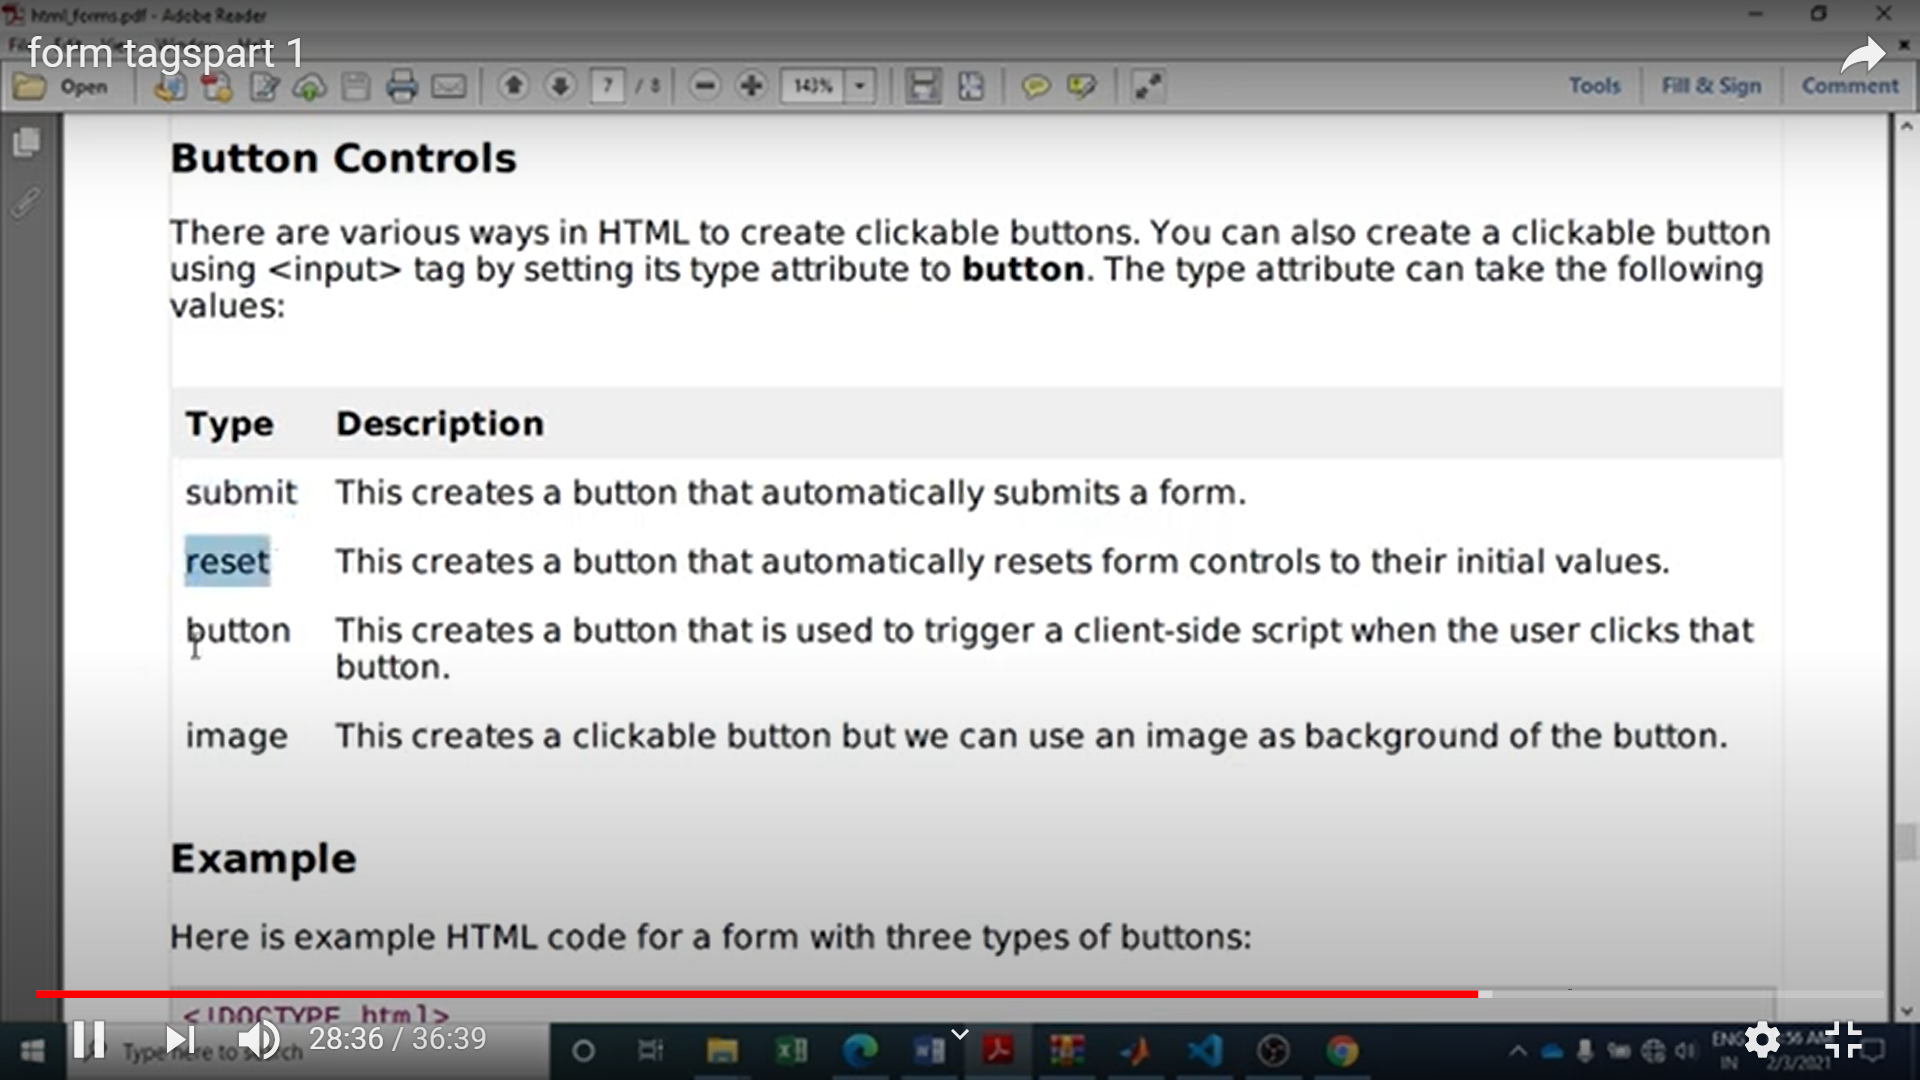 html_forms.pdf - Adobe Reader
form tagspart 1
Open
7 / 8
143%
Tools
Fill & Sign
Comment
Button Controls
There are various ways in HTML to create clickable buttons. You can also create a clickable button
using <input> tag by setting its type attribute to button. The type attribute can take the following
values:
Type Description
submit This creates a button that automatically submits a form.
reset This creates a button that automatically resets form controls to their initial values.
button This creates a button that is used to trigger a client-side script when the user clicks that
button.
image This creates a clickable button but we can use an image as background of the button.
Example
Here is example HTML code for a form with three types of buttons:
<!DOCTYPE html>
28:36 / 36:39
Type here to search
ENG
IN
2/3/2021